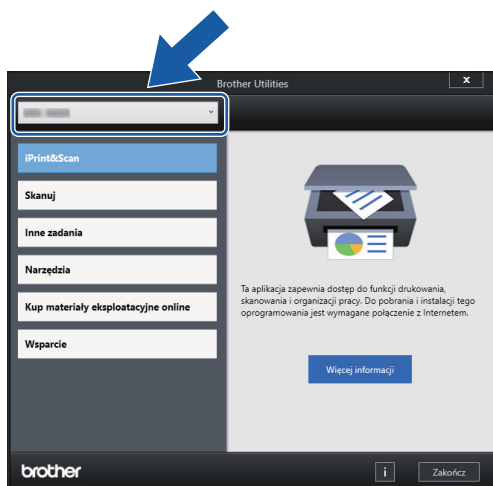 Brother Utilities
x
iPrint&Scan
Skanuj
Inne zadania
Narzędzia
Kup materiały eksploatacyjne online
Wsparcie
Ta aplikacja zapewnia dostęp do funkcji drukowania,
skanowania i organizacji pracy. Do pobrania i instalacji tego
oprogramowania jest wymagane połączenie z Internetem.
Więcej informacji
brother
i
Zakończ